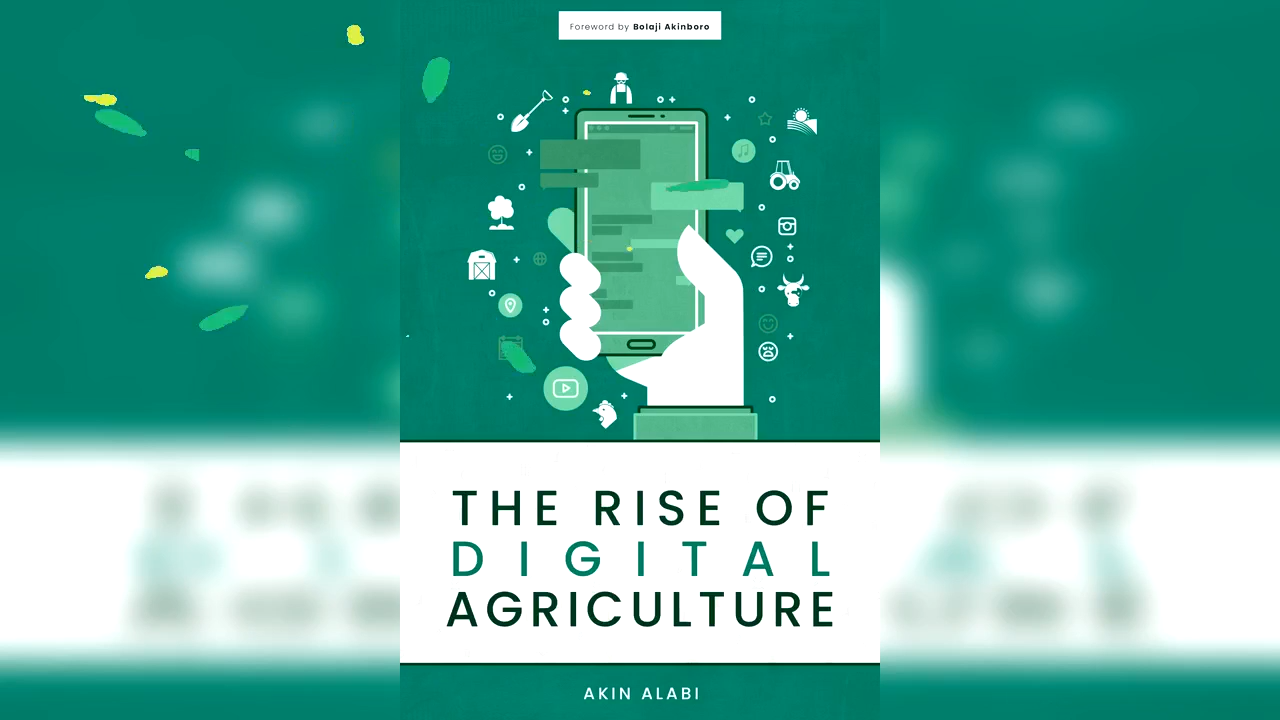 Foreword by Bolaji Akinboro
THE RISE OF
DIGITAL
AGRICULTURE
AKIN ALABI